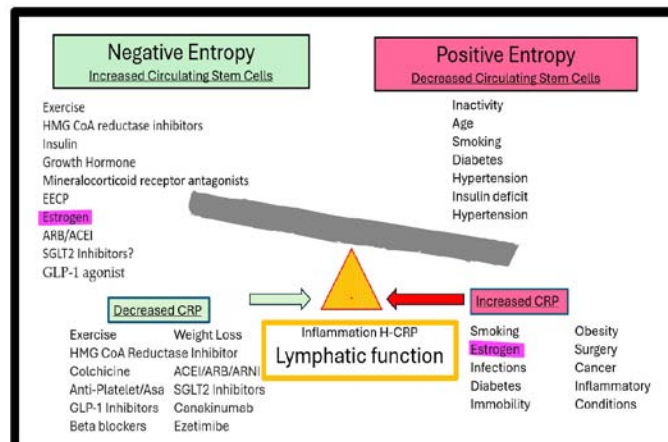 Negative Entropy
Increased Circulating Stem Cells
Exercise
HMG CoA reductase inhibitors
Insulin
Growth Hormone
Mineralocorticoid receptor antagonists
EECP
Estrogen
ARB/ACEI
SGLT2 Inhibitors?
GLP-1 agonist
Positive Entropy
Decreased Circulating Stem Cells
Inactivity
Age
Smoking
Diabetes
Hypertension
Insulin deficit
Hypertension
Decreased CRP
Exercise Weight Loss
HMG CoA Reductase Inhibitor
Colchicine ACEI/ARB/ARNI
Anti-Platelet/Asa SGLT2 Inhibitors
GLP-1 Inhibitors Canakinumab
Beta blockers Ezetimibe
Inflammation H-CRP
Lymphatic function
Increased CRP
Smoking Obesity
Estrogen Surgery
Infections Cancer
Diabetes Inflammatory
Immobility Conditions